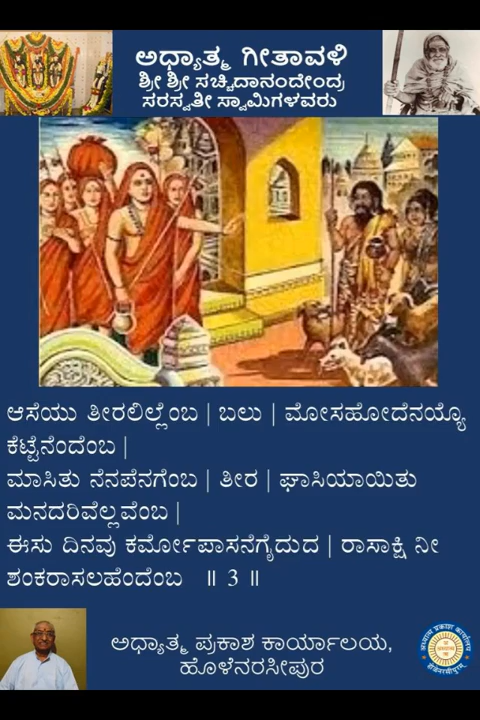 ಅಧ್ಯಾತ್ಮ ಗೀತಾವಳಿ
ಶ್ರೀ ಶ್ರೀ ಸಚ್ಚಿದಾನಂದೇಂದ್ರ
ಸರಸ್ವತೀ ಸ್ವಾಮಿಗಳವರು
ಆಸೆಯು ತೀರಲಿಲ್ಲೆಂಬ | ಬಲು | ಮೋಸಹೋದೆನಯ್ಯೊ
ಕೆಟ್ಟೆನೆಂದೆಂಬ |
ಮಾಸಿತು ನೆನಪೆನಗೆಂಬ | ತೀರ | ಘಾಸಿಯಾಯಿತು
ಮನದರಿವೆಲ್ಲವೆಂಬ |
ಈಸು ದಿನವು ಕರ್ಮೋಪಾಸನೆಗೈದುದ | ರಾಸಾಕ್ಷಿ ನೀ
ಶಂಕರಾಸಲಹೆಂದೆಂಬ ॥ 3 ॥
ಅಧ್ಯಾತ್ಮ ಪ್ರಕಾಶ ಕಾರ್ಯಾಲಯ,
ಹೊಳೆನರಸೀಪುರ